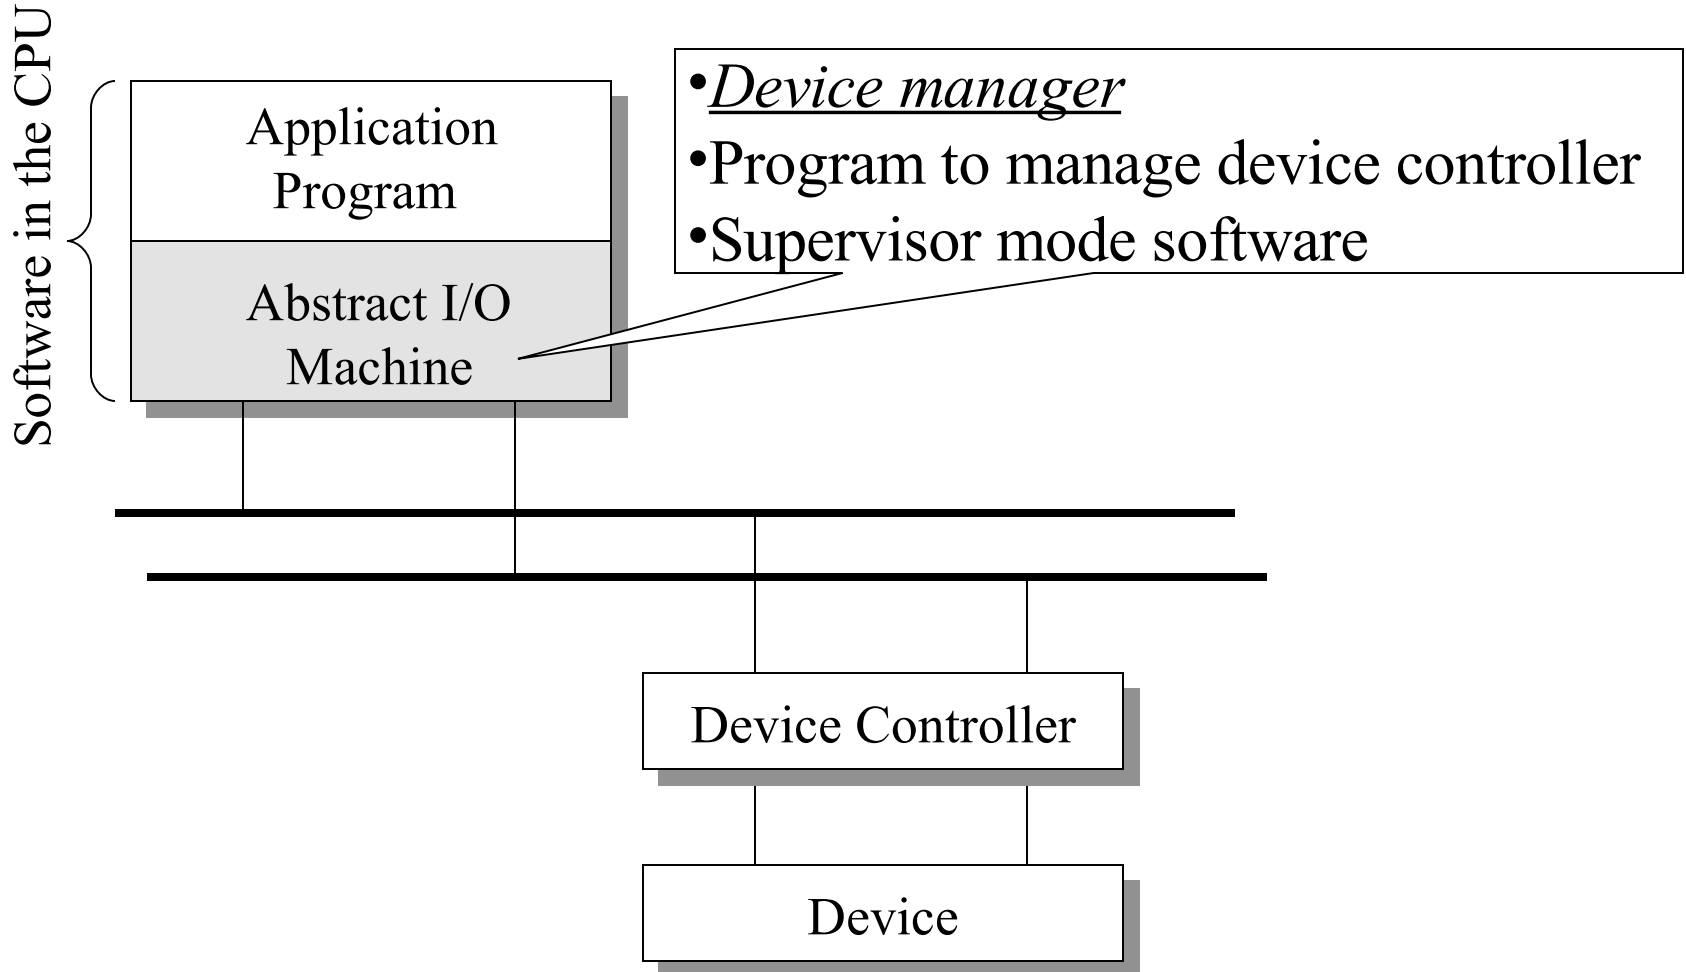 Software in the CPU
Application
Program
Abstract I/O
Machine
•Device manager
•Program to manage device controller
•Supervisor mode software
Device Controller
Device